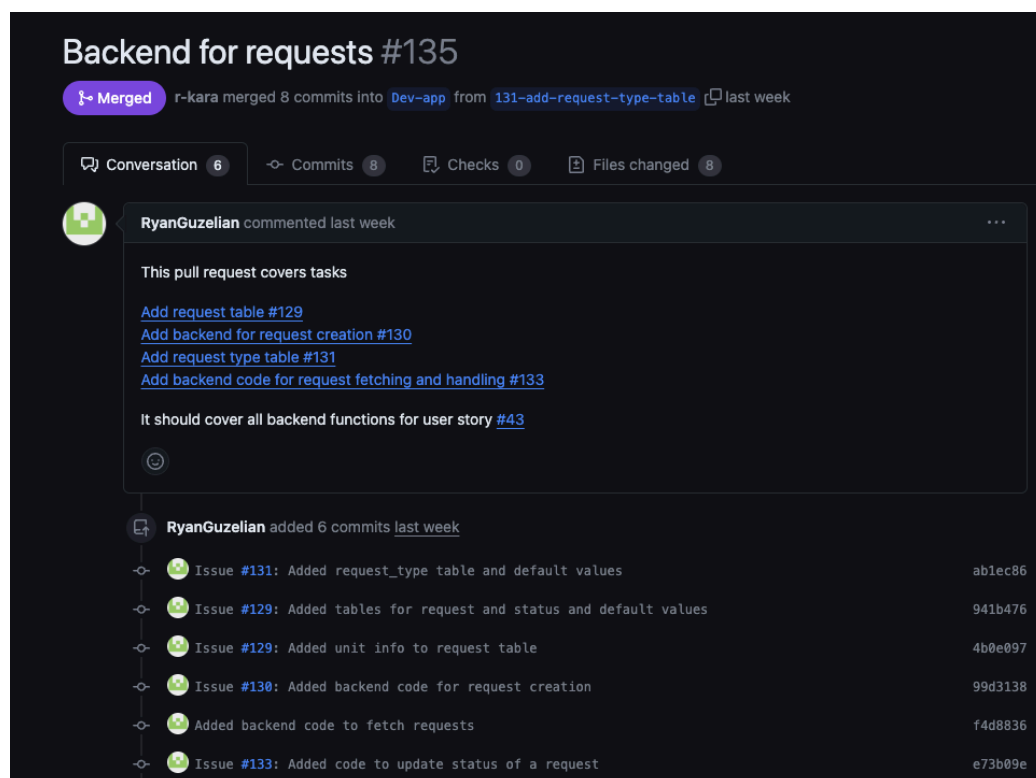 Backend for requests #135
Merged r-kara merged 8 commits into Dev-app from 131-add-request-type-table last week
Conversation 6 Commits 8 Checks 0 Files changed 8
RyanGuzelian commented last week
This pull request covers tasks
Add request table #129
Add backend for request creation #130
Add request type table #131
Add backend code for request fetching and handling #133
It should cover all backend functions for user story #43
RyanGuzelian added 6 commits last week
Issue #131: Added request_type table and default values ab1ec86
Issue #129: Added tables for request and status and default values 941b476
Issue #129: Added unit info to request table 4b0e097
Issue #130: Added backend code for request creation 99d3138
Added backend code to fetch requests f4d8836
Issue #133: Added code to update status of a request e73b09e